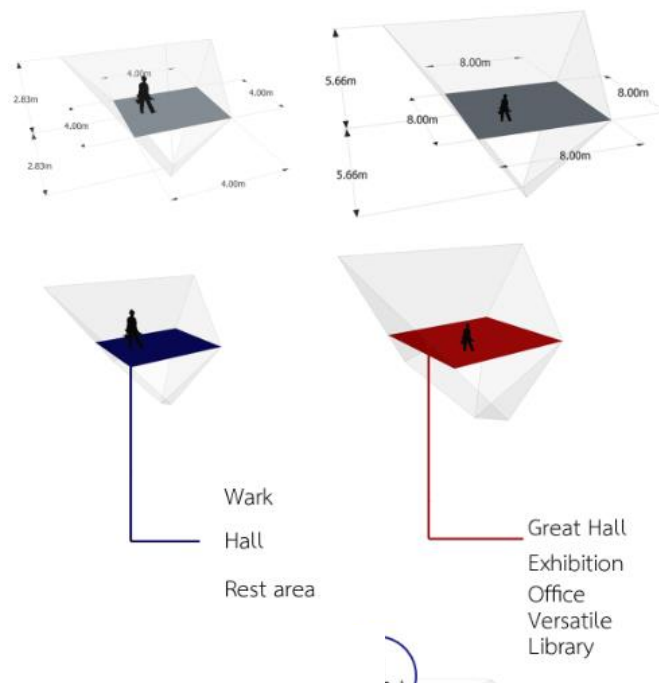 4.00m
2.83m
4.00m
4.00m
2.83m
4.00m
8.00m
5.66m
8.00m
8.00m
5.66m
8.00m
Wark
Hall
Rest area
Great Hall
Exhibition
Office
Versatile
Library